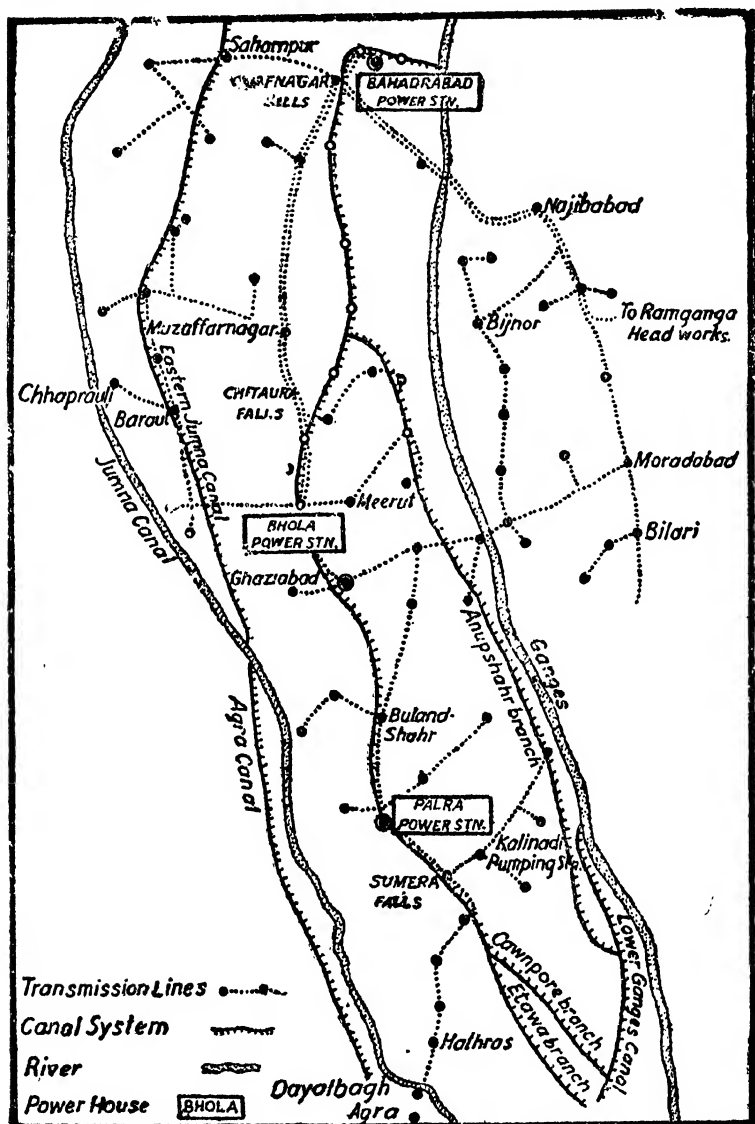 Saharnpur
BAHADRABAD
POWER STN.
Najibabad
To Ramganga
Head works.
Bijnor
Muzaffarnagar
CHITAURA
FALLS
Chhaprauli
Baraut
Eastern Jumna Canal
Jumna Canal
Meerut
Moradabad
BHOLA
POWER STN.
Bilari
Ghaziabad
Anupshahr branch
Ganges
Agra Canal
Buland-
Shahr
PALRA
POWER STN.
Kalinadi
Pumping Stn.
SUMERA
FALLS
Cawnpore branch
Etawa branch
Lower Ganges Canal
Hathras
Dayalbagh
Agra
Transmission Lines
Canal System
River
Power House BHOLA